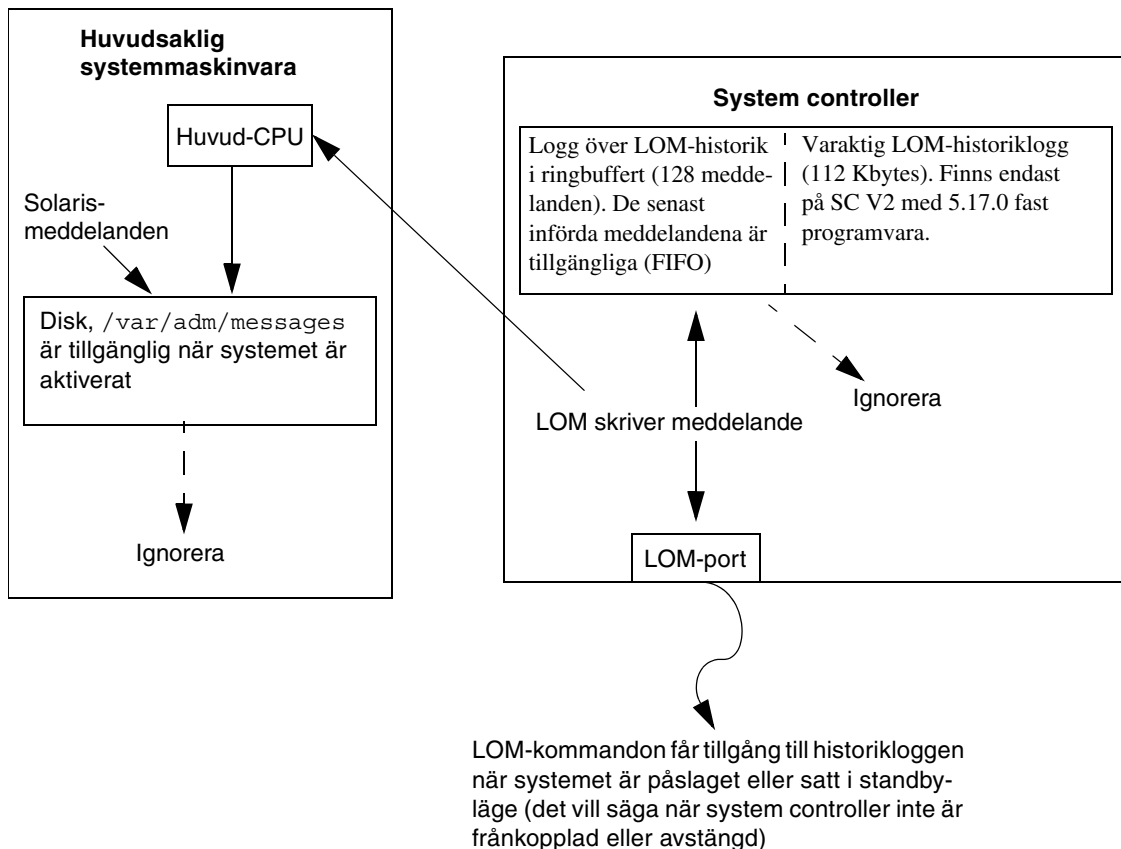 Huvudsaklig
systemmaskinvara
Huvud-CPU
Solaris-
meddelanden
Disk, /var/adm/messages
är tillgänglig när systemet är
aktiverat
Ignorera
System controller
Logg över LOM-historik
i ringbuffert (128 medde-
landen). De senast
införda meddelandena är
tillgängliga (FIFO)
Varaktig LOM-historiklogg
(112 Kbytes). Finns endast
på SC V2 med 5.17.0 fast
programvara.
Ignorera
LOM skriver meddelande
LOM-port
LOM-kommandon får tillgång till historikloggen
när systemet är påslaget eller satt i standby-
läge (det vill säga när system controller inte är
frånkopplad eller avstängd)